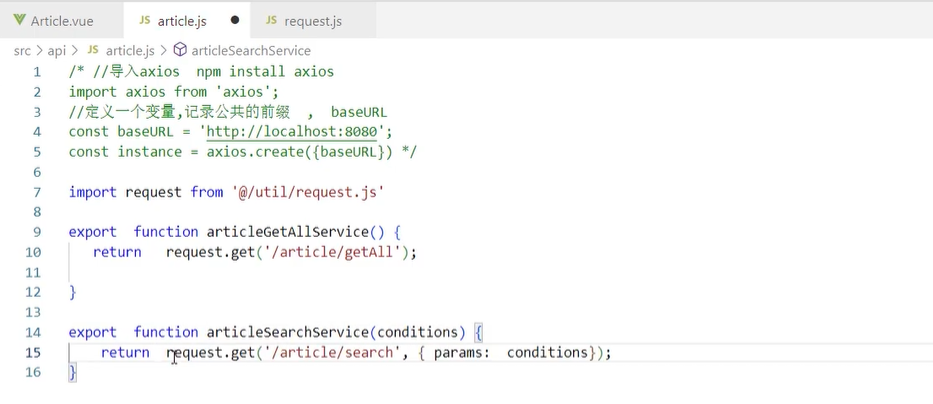 Article.vue JS article.js ● JS request.js
src > api > JS article.js > articleSearchService
1 /* //导入axios  npm install axios
2 import axios from 'axios';
3 //定义一个变量,记录公共的前缀  ,  baseURL
4 const baseURL = 'http://localhost:8080';
5 const instance = axios.create({baseURL}) */
6
7 import request from '@/util/request.js'
8
9 export  function articleGetAllService() {
10    return   request.get('/article/getAll');
11
12 }
13
14 export  function articleSearchService(conditions) {
15     return  request.get('/article/search', { params:  conditions});
16 }